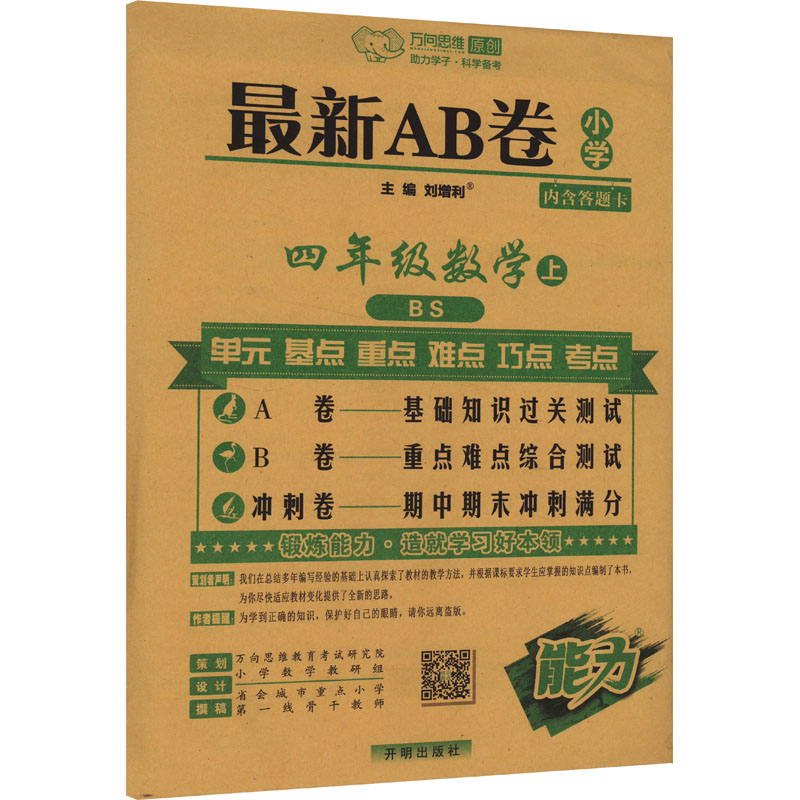 万向思维 原创
WANXIANGSIWEI.COM
助力学子·科学备考
最新AB卷 小学
主 编 刘增利®
内含答题卡
四年级数学 上
BS
单元 基点 重点 难点 巧点 考点
A 卷——基础知识过关测试
B 卷——重点难点综合测试
冲刺卷——期中期末冲刺满分
★★★★★锻炼能力·造就学习好本领★★★★★
策划者声明: 我们在总结多年编写经验的基础上认真探索了教材的教学方法，并根据课标要求学生应掌握的知识点编制了本书，
为你尽快适应教材变化提供了全新的思路。
作者提醒: 为学到正确的知识，保护好自己的眼睛，请你远离盗版。
策划 万向思维教育考试研究院
小学数学教研组
设计 省会城市重点小学
撰稿 第一线骨干教师
能力®
开明出版社